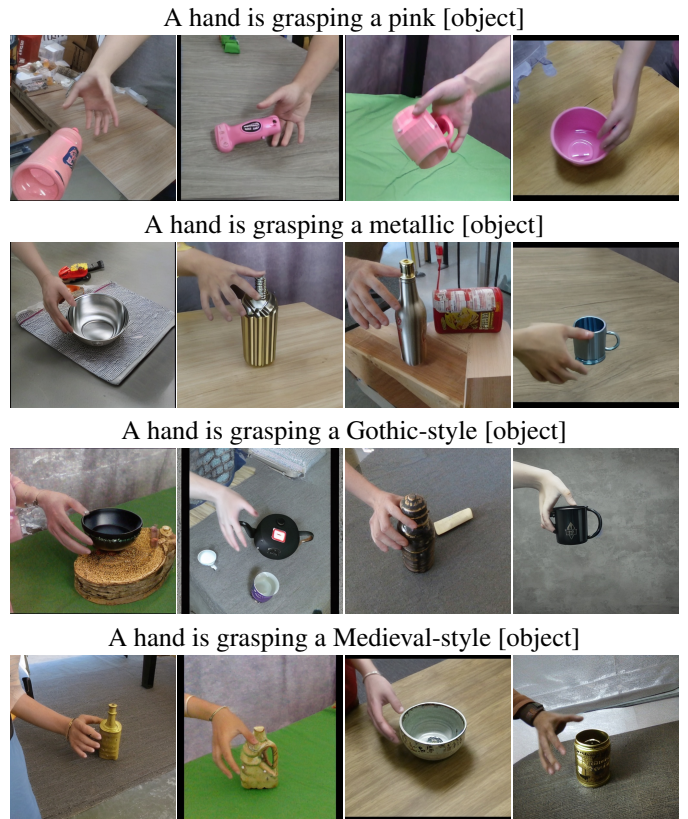 A hand is grasping a pink [object]
A hand is grasping a metallic [object]
A hand is grasping a Gothic-style [object]
A hand is grasping a Medieval-style [object]